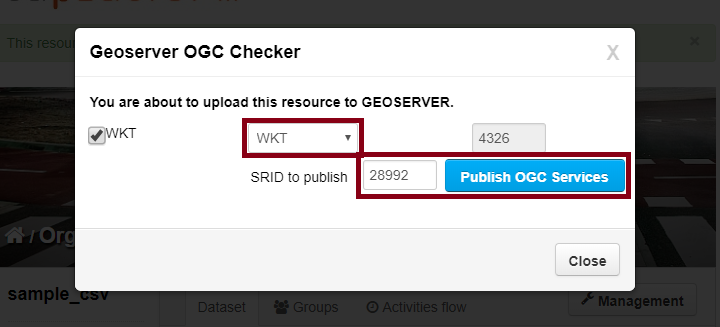 This resou
Geoserver OGC Checker
X
You are about to upload this resource to GEOSERVER.
WKT WKT 4326
SRID to publish 28992 Publish OGC Services
/ Org
Close
sample_csv
Dataset Groups Activities flow Management